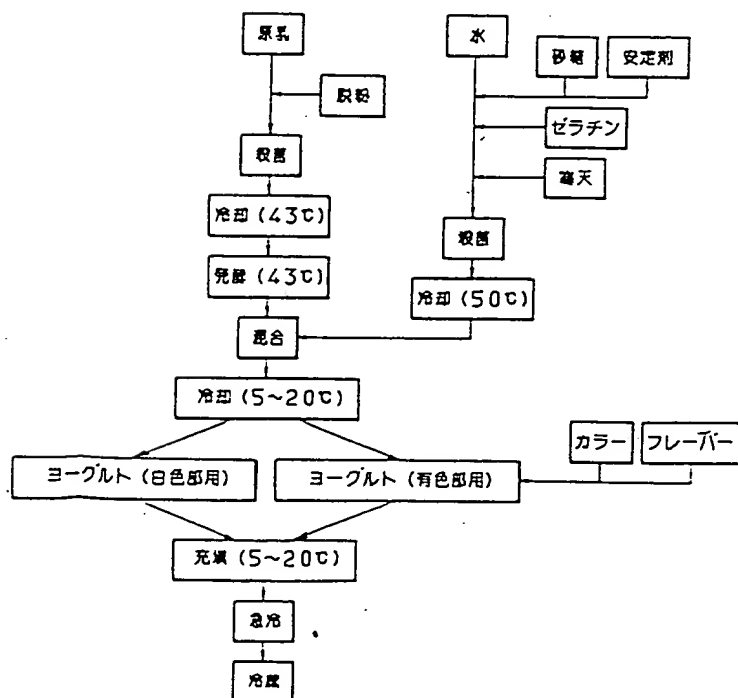 原乳
水
砂糖
安定剤
脱粉
ゼラチン
寒天
殺菌
冷却(43℃)
殺菌
発酵(43℃)
冷却(50℃)
混合
冷却(5~20℃)
カラー
フレーバー
ヨーグルト(白色部用)
ヨーグルト(有色部用)
充填(5~20℃)
急冷
冷蔵